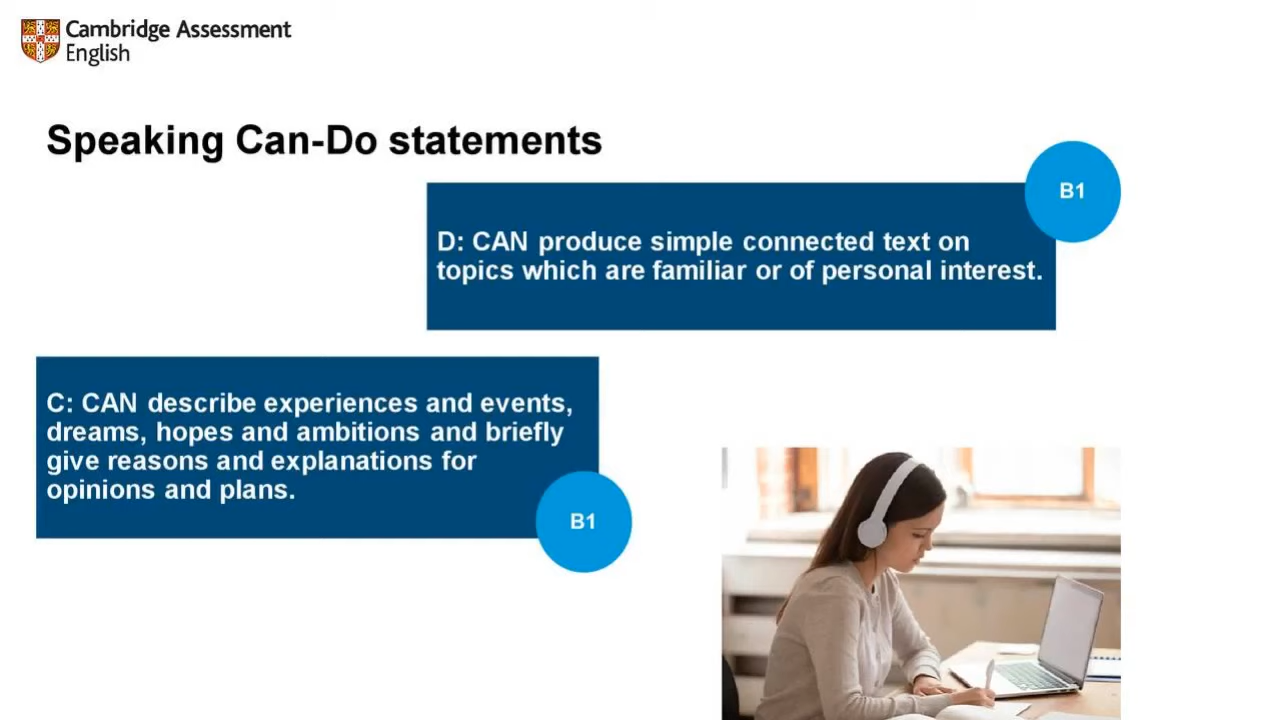 Cambridge Assessment
English
Speaking Can-Do statements
B1
D: CAN produce simple connected text on
topics which are familiar or of personal interest.
C: CAN describe experiences and events,
dreams, hopes and ambitions and briefly
give reasons and explanations for
opinions and plans.
B1